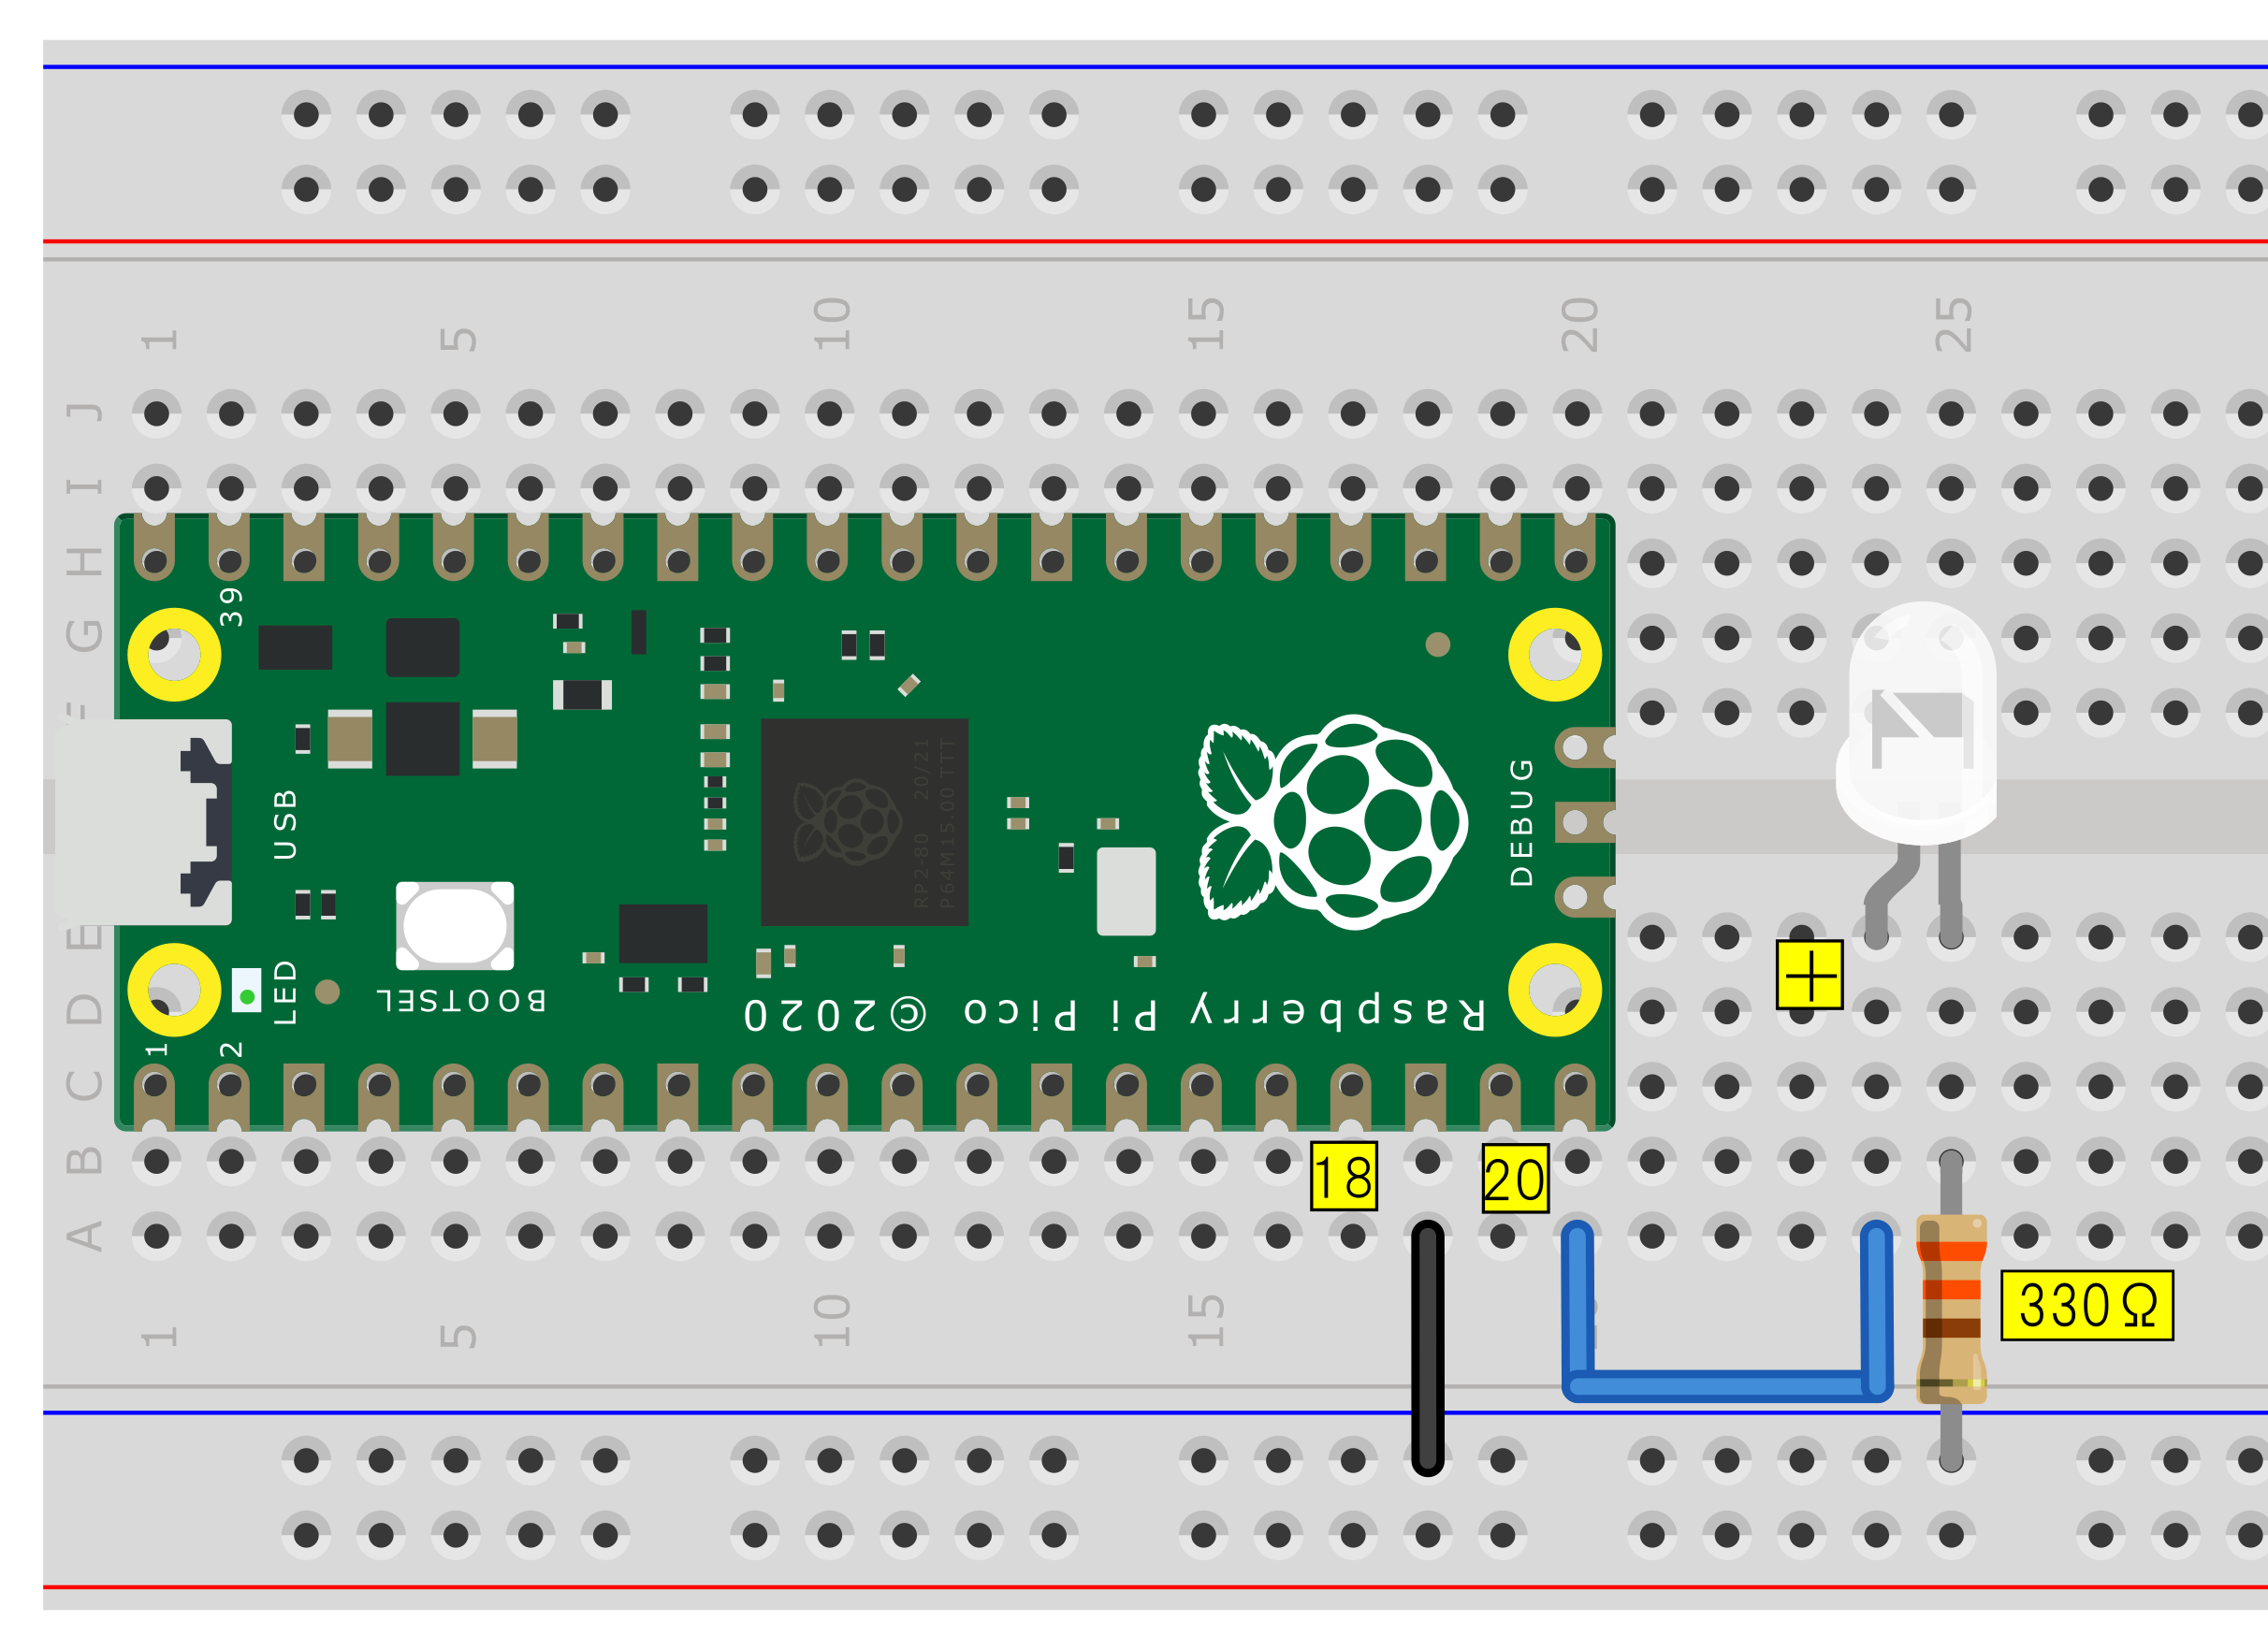 1 5 10 15 20 25
J
I
H
G
F
E
D
C
B
A
39
USB
DEBUG
RP2-80 20/21
P64M15.00 TTT
LED
BOOTSEL
Raspberry Pi Pico ©2020
1
2
+
18
20
330Ω
1 5 10 15